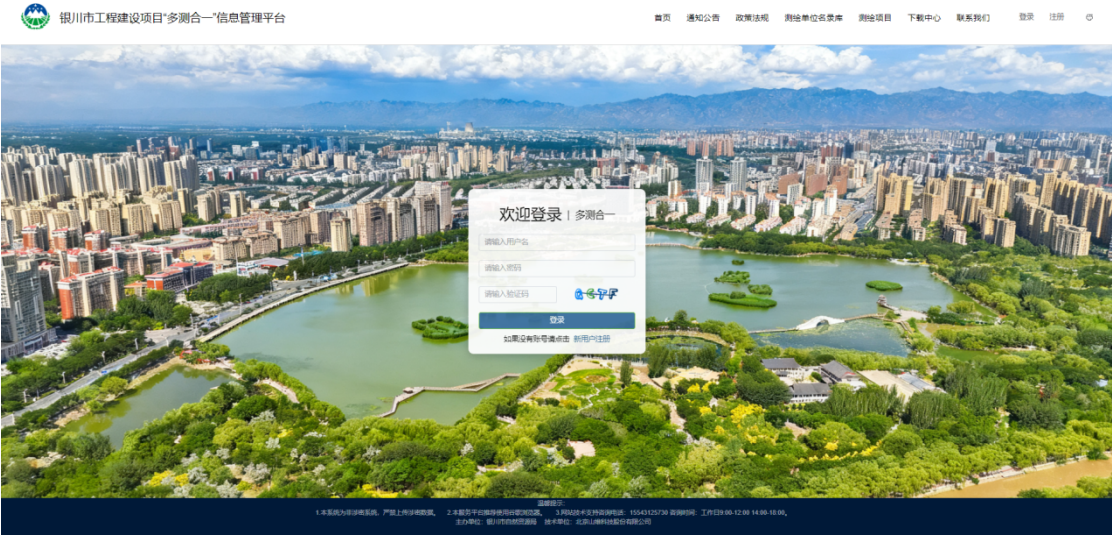 银川市工程建设项目“多测合一”信息管理平台
首页 通知公告 政策法规 测绘单位名录库 测绘项目 下载中心 联系我们 登录 注册
欢迎登录 | 多测合一
请输入用户名
请输入密码
请输入验证码
登录
如果没有账号请点击 新用户注册
温馨提示:
1.本系统为非涉密系统，严禁上传涉密数据。 2.本服务平台推荐使用谷歌浏览器。 3.网站技术支持咨询电话：15543125730 咨询时间：工作日9:00-12:00 14:00-18:00。
主办单位：银川市自然资源局 技术单位：北京山维科技股份有限公司